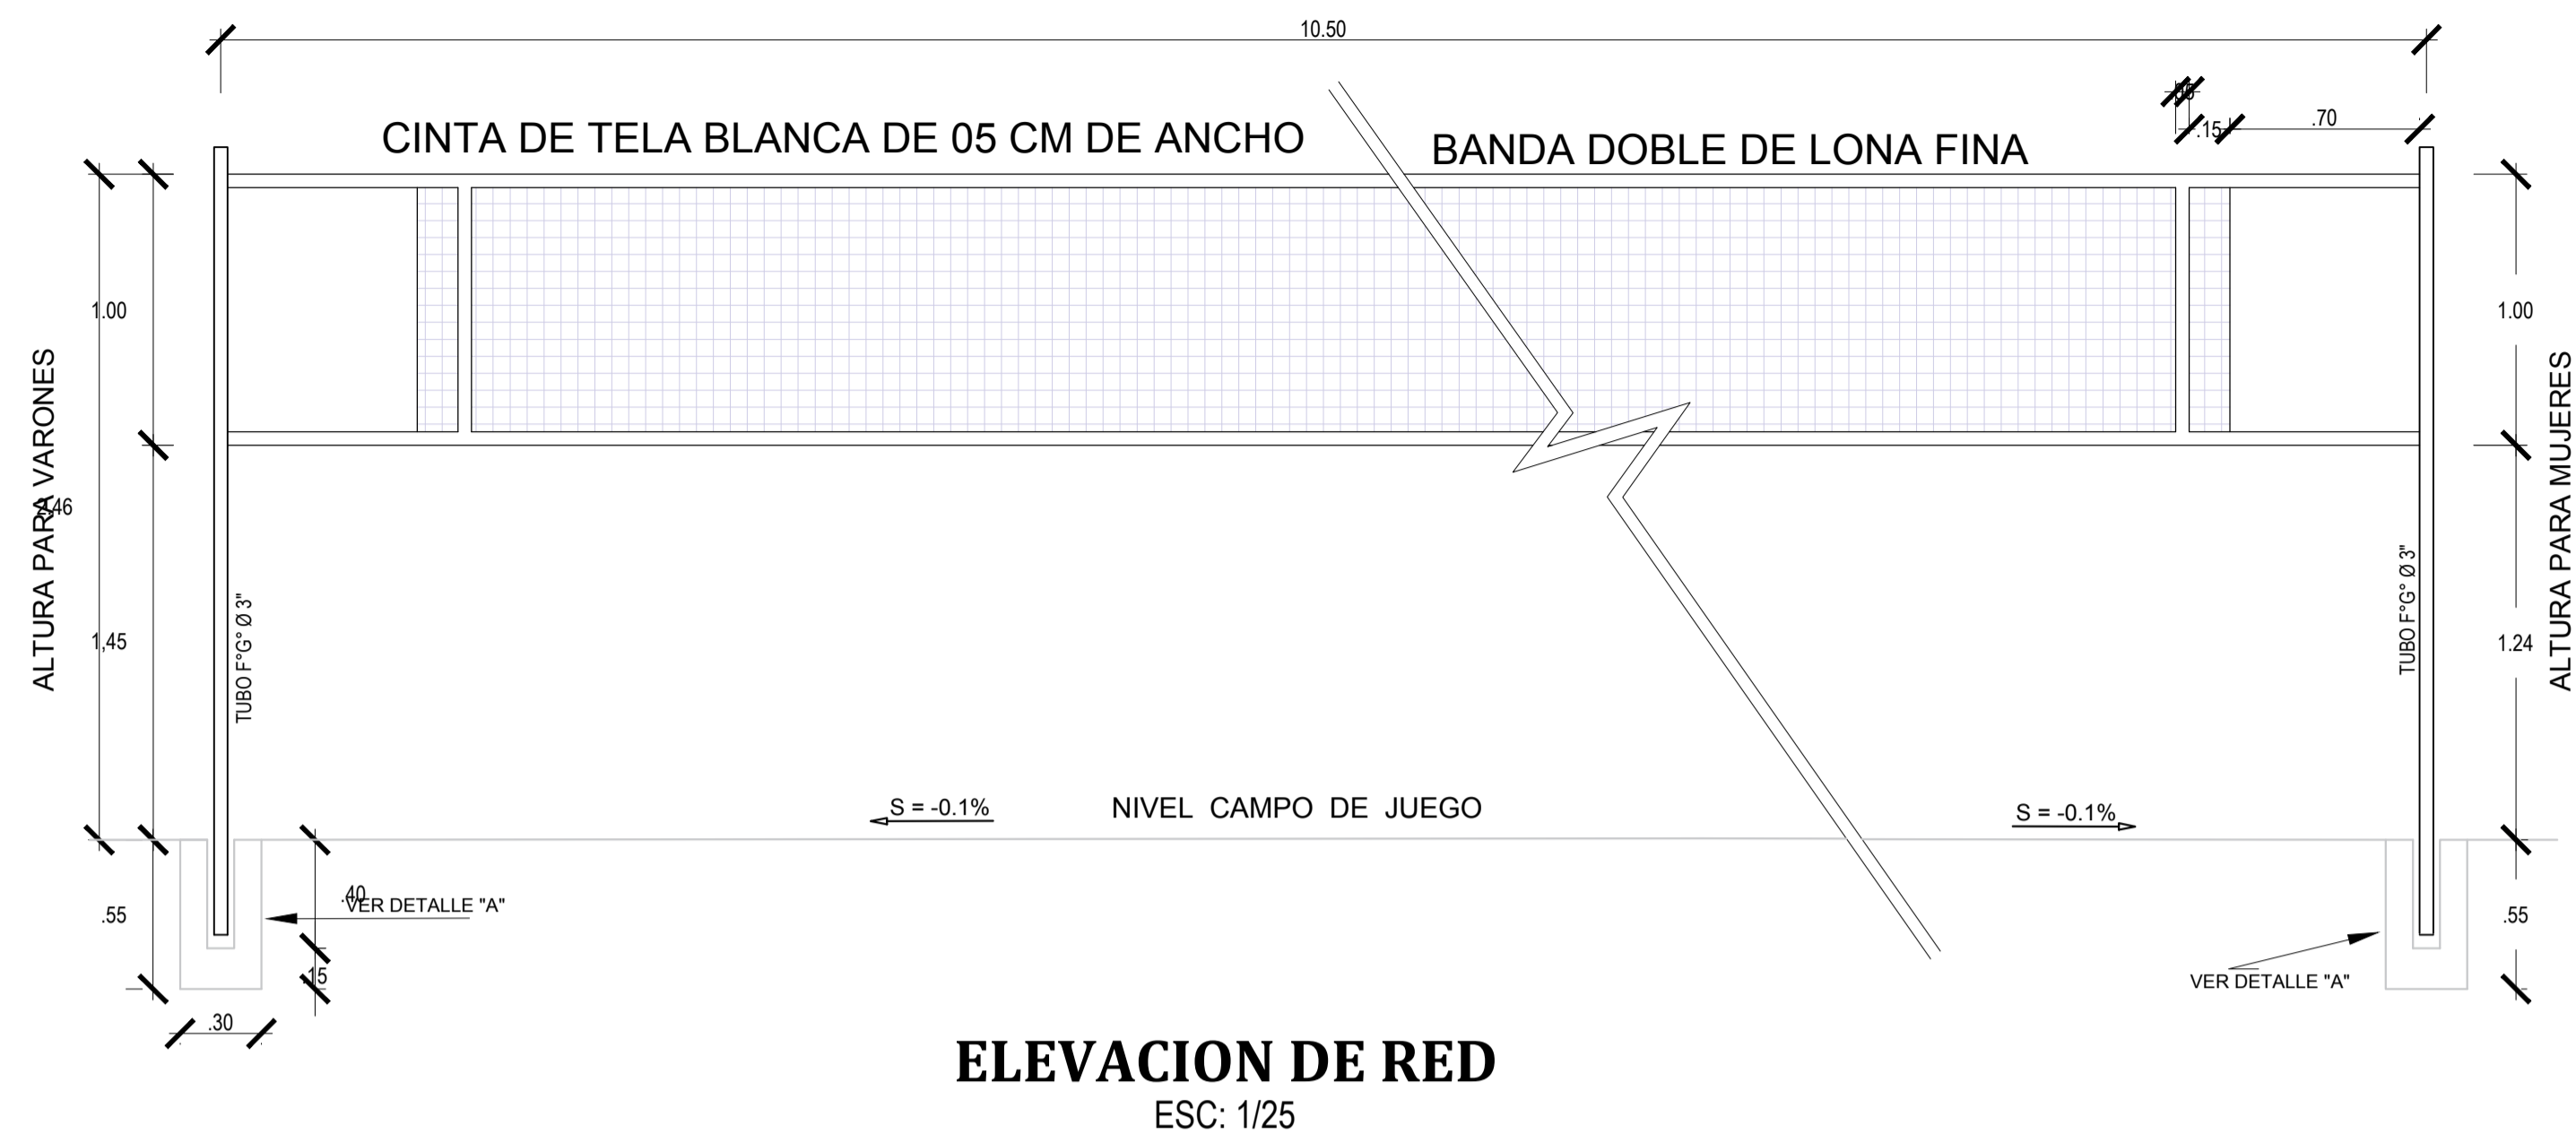 10.50
.05
.15
.70
CINTA DE TELA BLANCA DE 05 CM DE ANCHO
BANDA DOBLE DE LONA FINA
1.00
1.00
ALTURA PARA VARONES
2,46
ALTURA PARA MUJERES
TUBO F°G° Ø 3"
TUBO F°G° Ø 3"
1,45
1.24
S = -0.1%
NIVEL CAMPO DE JUEGO
S = -0.1%
.40
VER DETALLE "A"
.55
.55
.15
VER DETALLE "A"
.30
ELEVACION DE RED
ESC: 1/25